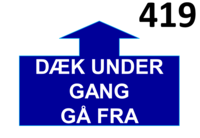 419
DÆK UNDER
GANG
GÅ FRA